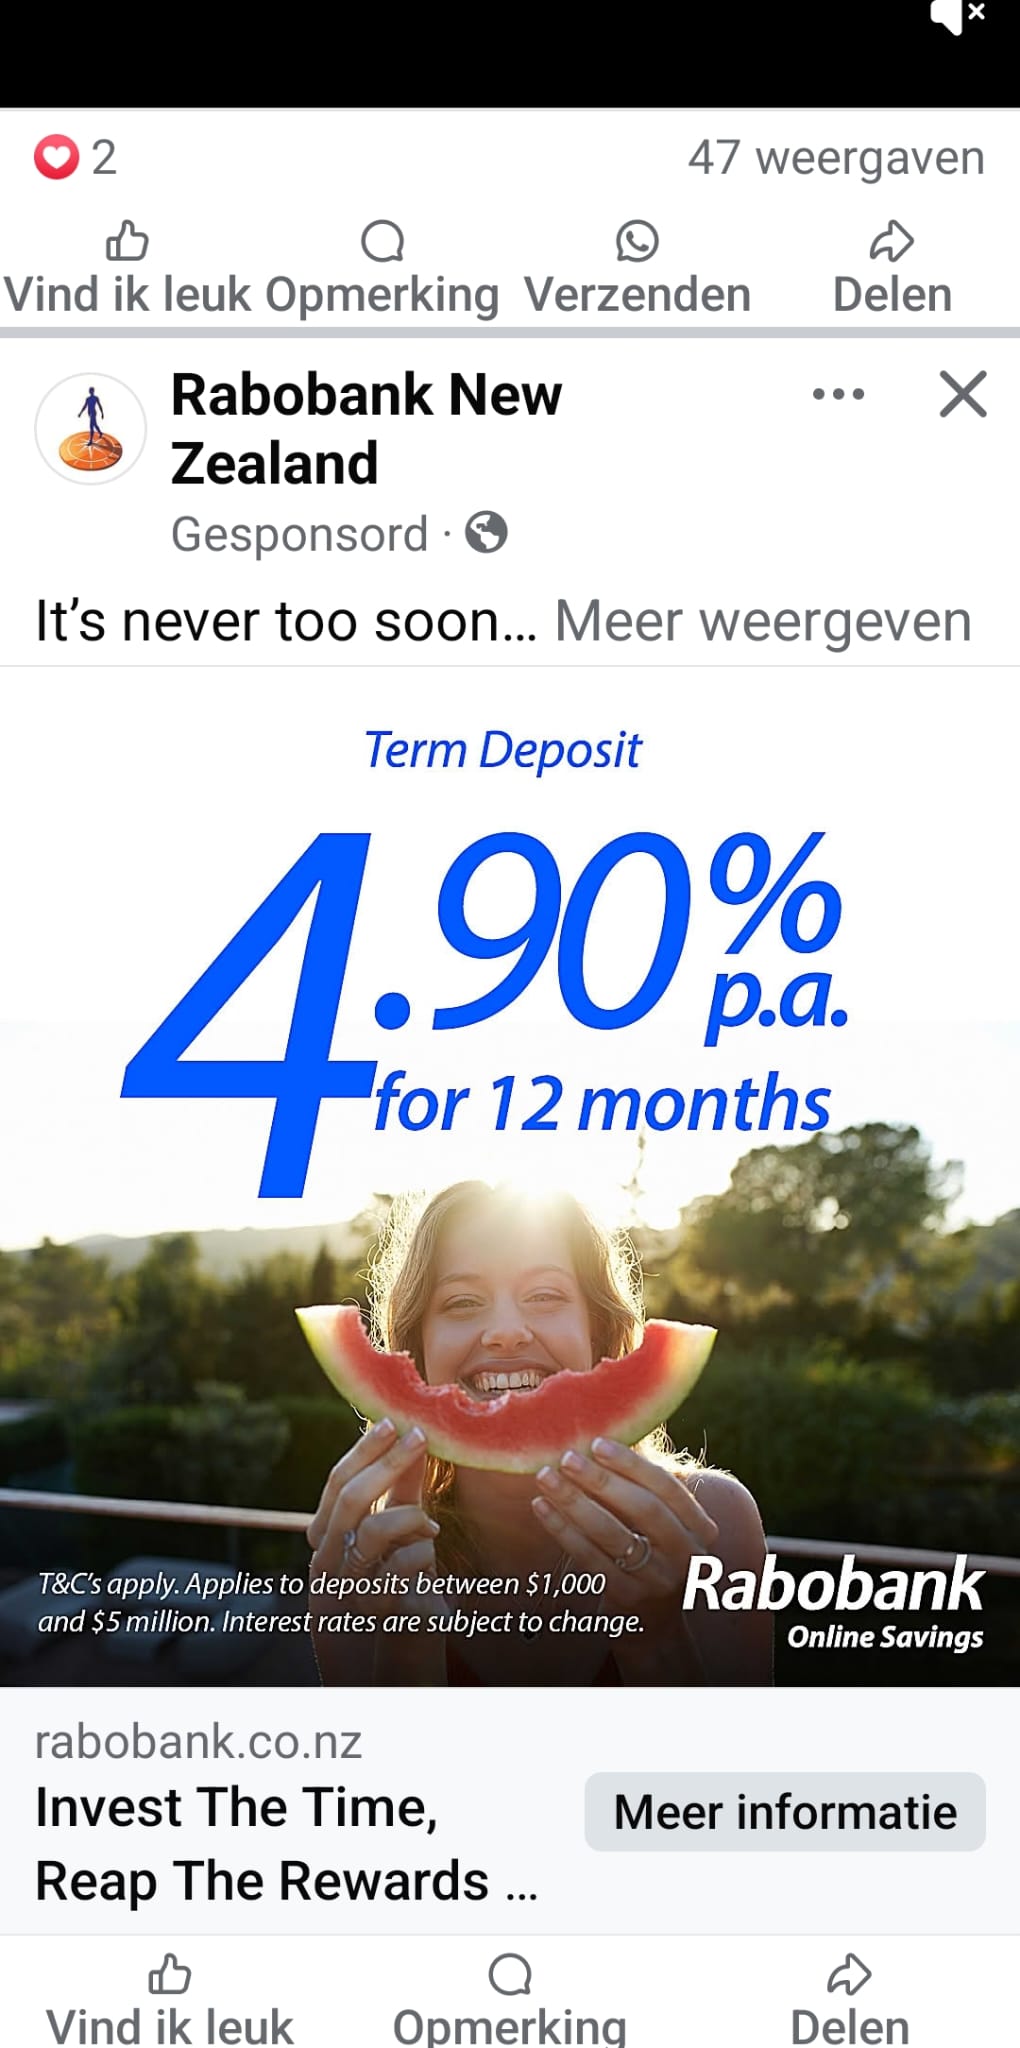 2
47 weergaven
Vind ik leuk Opmerking Verzenden Delen
Rabobank New
Zealand
Gesponsord ·
It's never too soon... Meer weergeven
Term Deposit
4.90% p.a.
for 12 months
T&C's apply. Applies to deposits between $1,000
and $5 million. Interest rates are subject to change.
Rabobank
Online Savings
rabobank.co.nz
Invest The Time,
Reap The Rewards ...
Meer informatie
Vind ik leuk Opmerking Delen